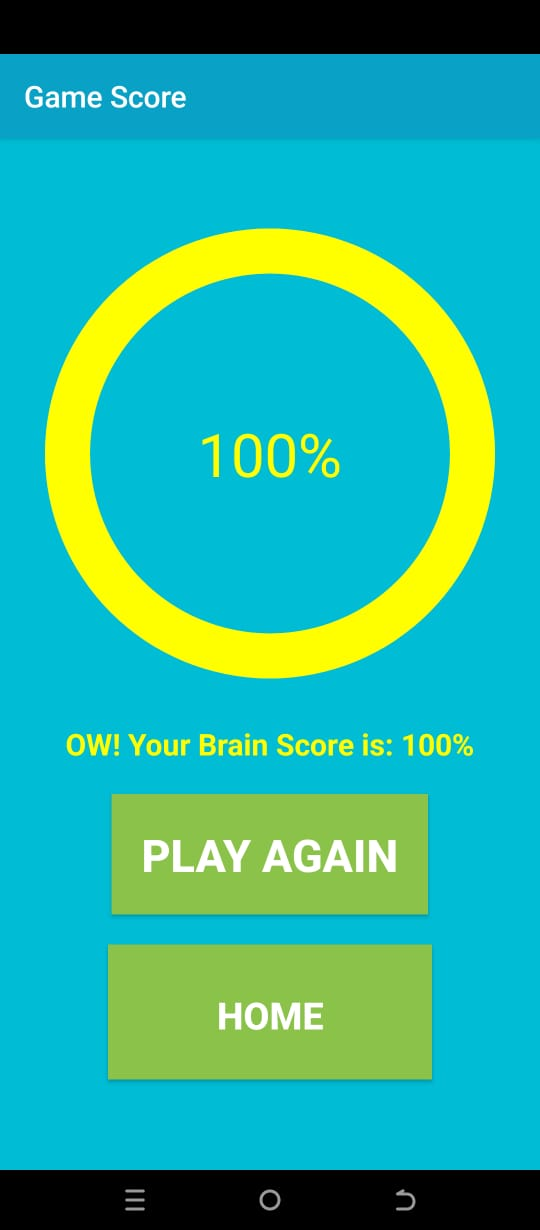 Game Score
100%
OW! Your Brain Score is: 100%
PLAY AGAIN
HOME